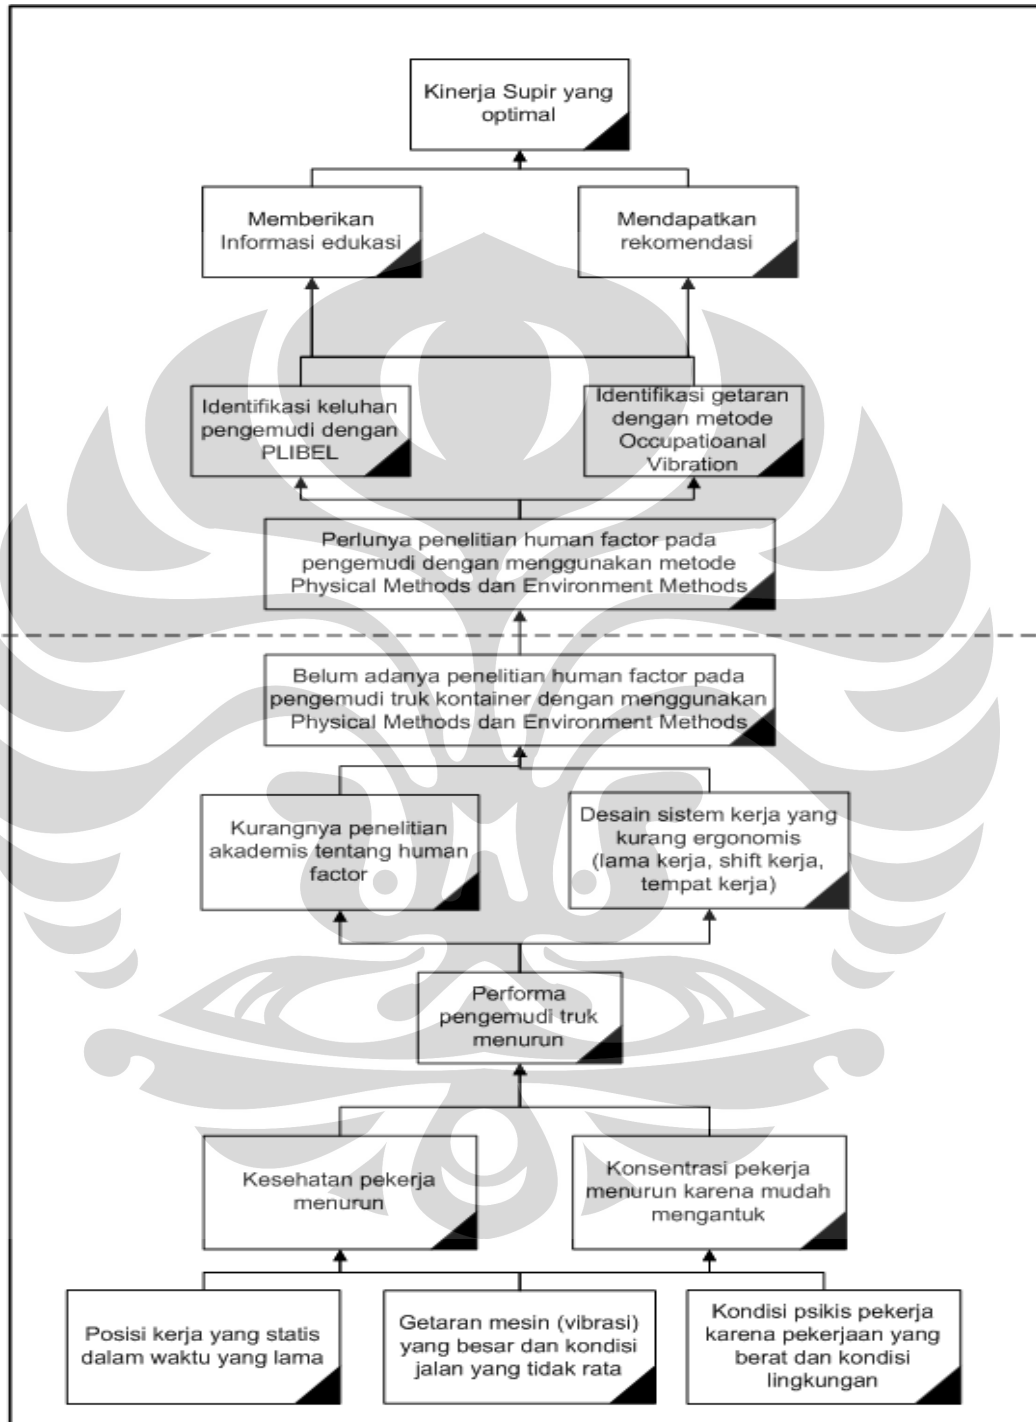 Kinerja Supir yang
optimal
Memberikan
Informasi edukasi
Mendapatkan
rekomendasi
Identifikasi keluhan
pengemudi dengan
PLIBEL
Identifikasi getaran
dengan metode
Occupatioanal
Vibration
Perlunya penelitian human factor pada
pengemudi dengan menggunakan metode
Physical Methods dan Environment Methods
Belum adanya penelitian human factor pada
pengemudi truk kontainer dengan menggunakan
Physical Methods dan Environment Methods
Kurangnya penelitian
akademis tentang human
factor
Desain sistem kerja yang
kurang ergonomis
(lama kerja, shift kerja,
tempat kerja)
Performa
pengemudi truk
menurun
Kesehatan pekerja
menurun
Konsentrasi pekerja
menurun karena mudah
mengantuk
Posisi kerja yang statis
dalam waktu yang lama
Getaran mesin (vibrasi)
yang besar dan kondisi
jalan yang tidak rata
Kondisi psikis pekerja
karena pekerjaan yang
berat dan kondisi
lingkungan